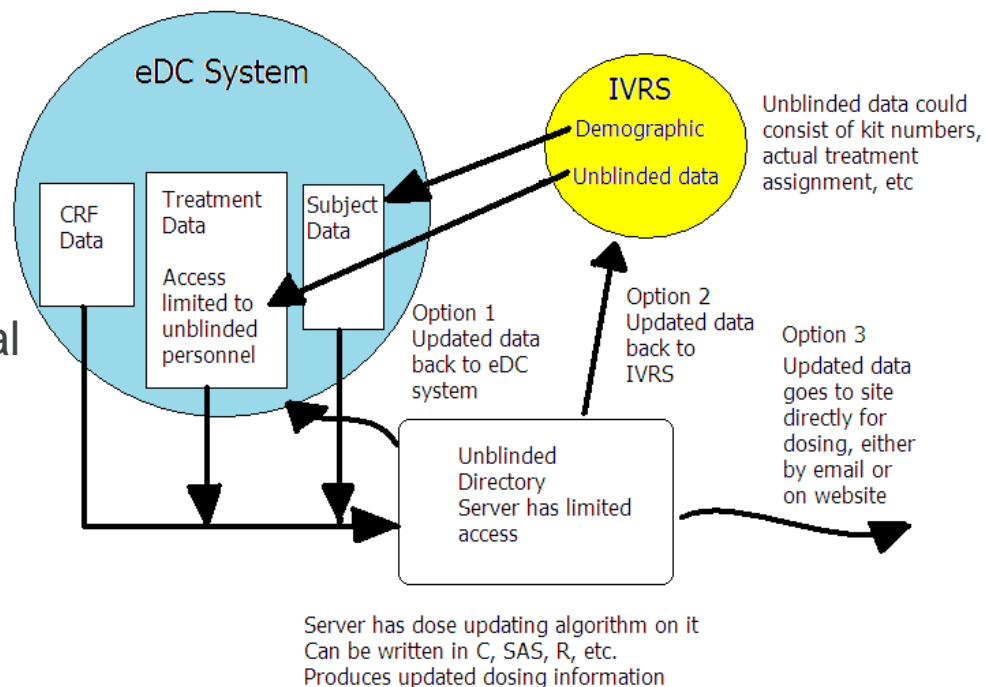 eDC System
IVRS
Demographic
Unblinded data
Unblinded data could
consist of kit numbers,
actual treatment
assignment, etc
CRF
Data
Treatment
Data
Access
limited to
unblinded
personnel
Subject
Data
al
Option 1
Updated data
back to eDC
system
Option 2
Updated data
back to
IVRS
Option 3
Updated data
goes to site
directly for
dosing, either
by email or
on website
Unblinded
Directory
Server has limited
access
Server has dose updating algorithm on it
Can be written in C, SAS, R, etc.
Produces updated dosing information